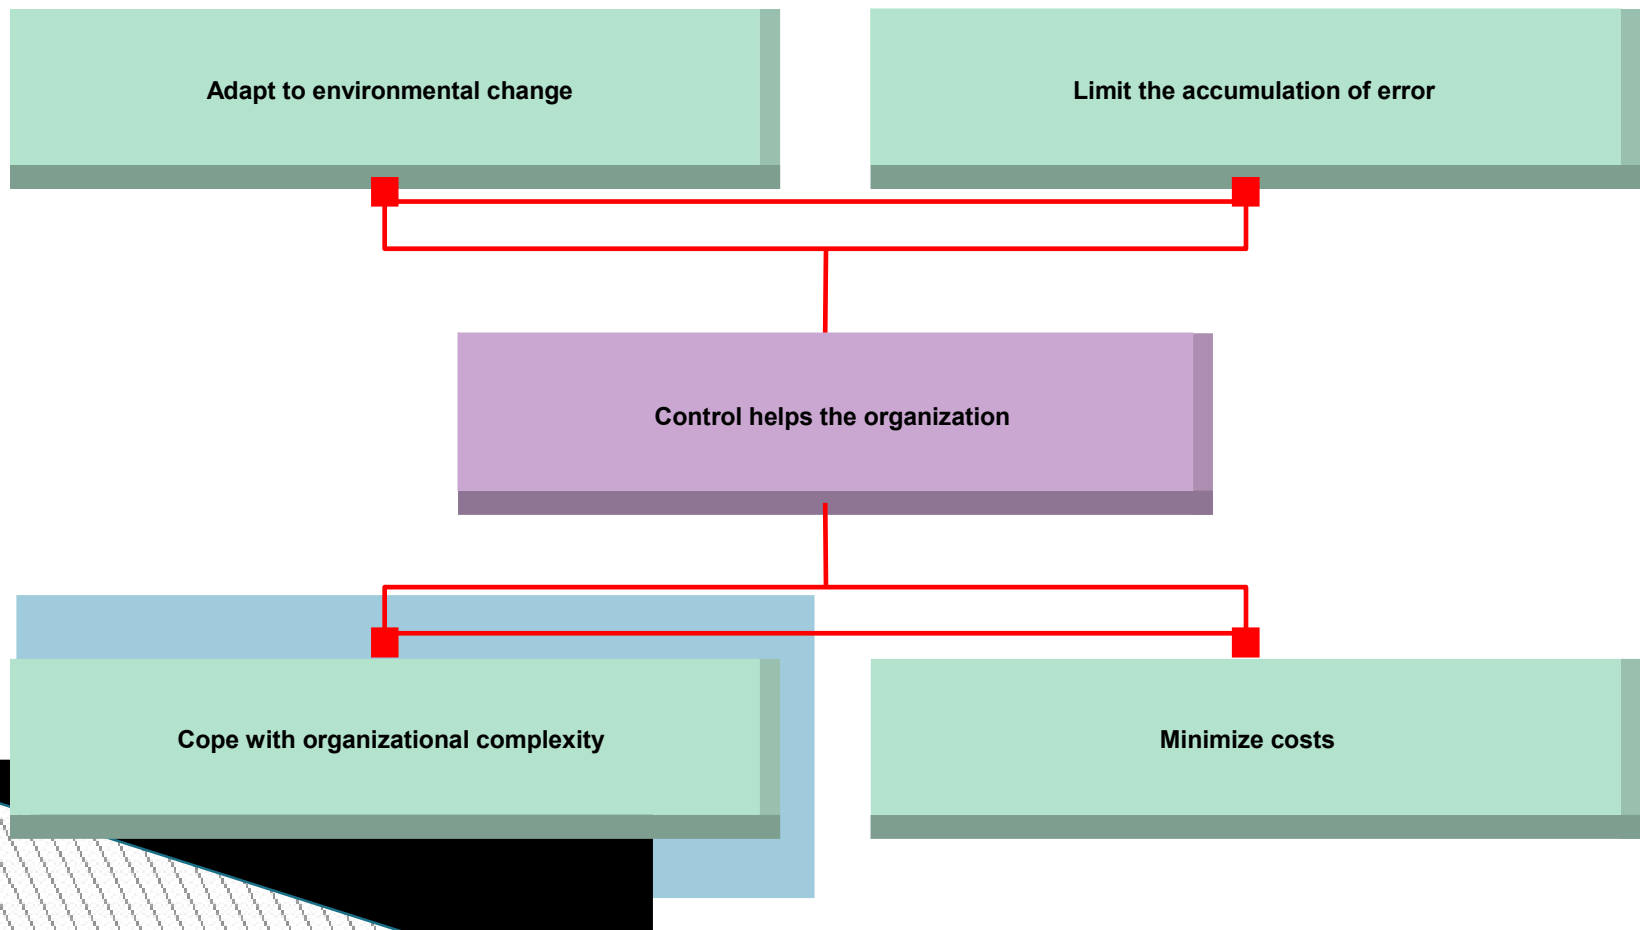 Adapt to environmental change
Limit the accumulation of error
Control helps the organization
Cope with organizational complexity
Minimize costs